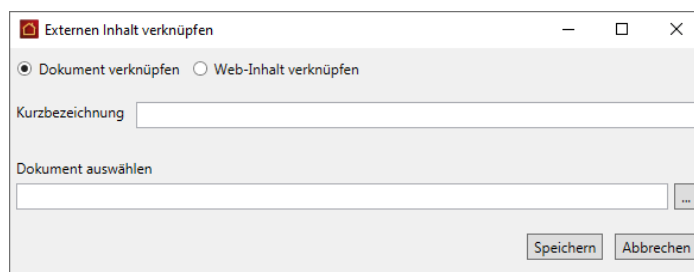 Externen Inhalt verknüpfen
Dokument verknüpfen Web-Inhalt verknüpfen
Kurzbezeichnung
Dokument auswählen
...
Speichern Abbrechen